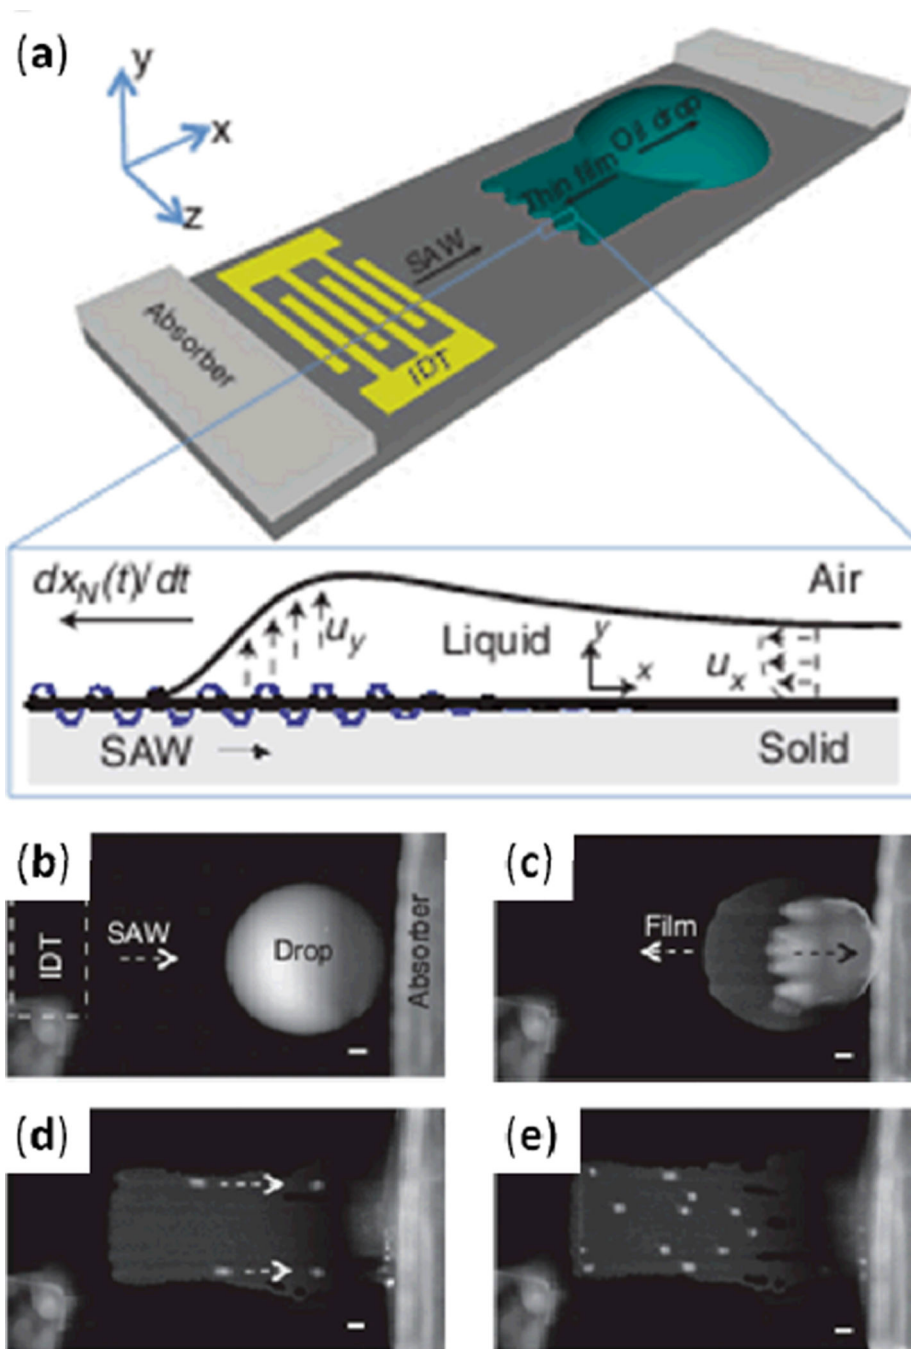 (a)
y
x
z
Oil drop
Thin film
SAW
IDT
Absorber
dx_N(t)/dt
Air
u_y
Liquid
y
x
u_x
SAW
Solid
(b)
SAW
IDT
Drop
Absorber
(c)
Film
(d)
(e)